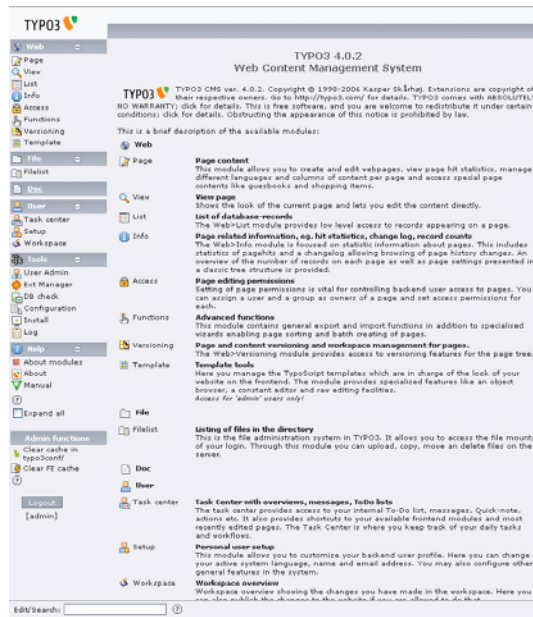 TYPO3
Web
Page
View
List
Info
Access
Functions
Versioning
Template
File
Filelist
Doc
User
Task center
Setup
Workspace
Tools
User Admin
Ext Manager
DB check
Configuration
Install
Log
Help
About modules
About
Manual
Expand all
Admin functions
Clear cache in
typo3conf/
Clear FE cache
Logout
[admin]
Edit/Search:
TYPO3 4.0.2
Web Content Management System
TYPO3
TYPO3 CMS ver. 4.0.2. Copyright © 1998-2006 Kasper Skårhøj. Extensions are copyright of
their respective owners. Go to http://typo3.com/ for details. TYPO3 comes with ABSOLUTELY
NO WARRANTY; click for details. This is free software, and you are welcome to redistribute it under certain
conditions; click for details. Obstructing the appearance of this notice is prohibited by law.
This is a brief description of the available modules:
Web
Page
Page content
This module allows you to create and edit webpages, view page hit statistics, manage
different languages and columns of content per page and access special page
contents like guestbooks and shopping items.
View
View page
Shows the look of the current page and lets you edit the content directly.
List
List of database-records
The Web>List module provides low level access to records appearing on a page.
Info
Page related information, eg. hit statistics, change log, record counts
The Web>Info module is focused on statistic information about pages. This includes
statistics of pagehits and a changelog allowing browsing of page history changes. An
overview of the number of records on each page as well as page settings presented in
a classic tree structure is provided.
Access
Page editing permissions
Setting of page permissions is vital for controlling backend user access to pages. You
can assign a user and a group as owners of a page and set access permissions for
each.
Functions
Advanced functions
This module contains general export and import functions in addition to specialised
wizards enabling page sorting and batch creating of pages.
Versioning
Page and content versioning and workspace management for pages.
The Web>Versioning module provides access to versioning features for the page tree.
Template
Template tools
Here you manage the TypoScript templates which are in charge of the look of your
website on the frontend. The module provides specialised features like an object
browser, a constant editor and raw editing facilities.
Access for 'admin' users only!
File
Filelist
Listing of files in the directory
This is the file administration system in TYPO3. It allows you to access the file mounts
of your login. Through this module you can upload, copy, move an delete files on the
server.
Doc
User
Task center
Task Center with overviews, messages, ToDo lists
The task center provides access to your internal To-Do list, messages, Quick-note,
actions etc. It also provides shortcuts to your available frontend modules and most
recently edited pages. The Task Center is where you keep track of your daily tasks
and workflows.
Setup
Personal user setup
This module allows you to customize your backend user profile. Here you can change
your active system language, name and email address. You may also configure other
general features in the system.
Workspace
Workspace overview
Workspace overview showing the changes you have made in the workspace. Here you
can also publish the changes to the website if you are allowed to do that.